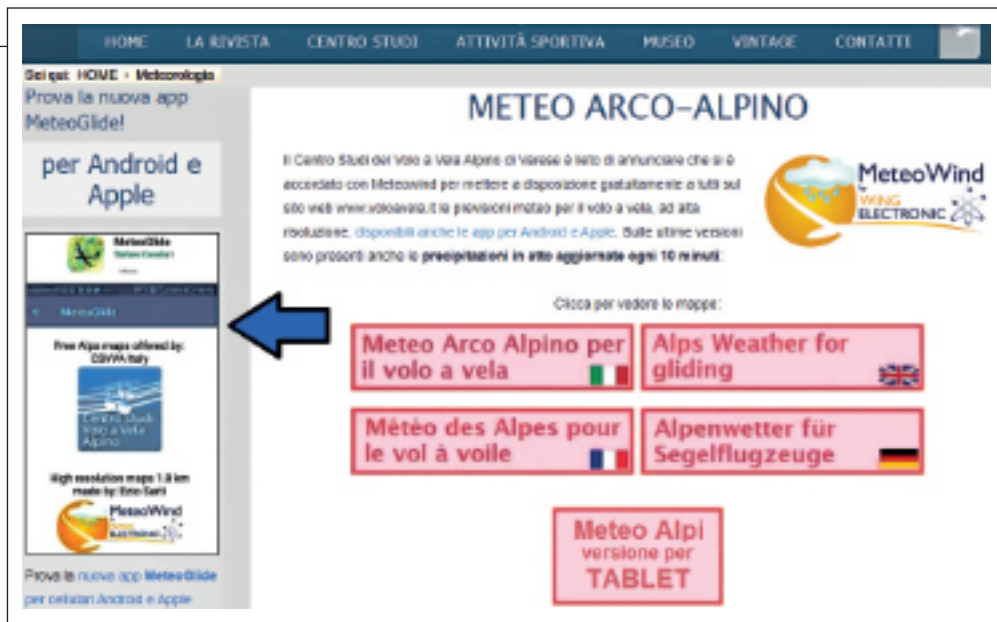 HOME LA RIVISTA CENTRO STUDI ATTIVITÀ SPORTIVA MUSEO VINTAGE CONTATTI
Sei qui: HOME Meteorologia
Prova la nuova app
MeteoGlide!
per Android e
Apple
MeteoGlide
MeteoGlide
Free Alps maps offered by:
CSVVA Italy
Centro Studi
Volo a Vela
Alpino
High resolution maps 1.8 km
made by: Ezio Sarti
MeteoWind
WING
ELECTRONIC
Prova la nuova app MeteoGlide
per cellulari Android e Apple
METEO ARCO-ALPINO
Il Centro Studi del Volo a Vela Alpino di Varese è lieto di annunciare che si è
accordato con Meteowind per mettere a disposizione gratuitamente a tutti sul
sito web www.voloavela.it le previsioni meteo per il volo a vela, ad alta
risoluzione, disponibili anche le app per Android e Apple. Sulle ultime versioni
sono presenti anche le precipitazioni in atto aggiornate ogni 10 minuti:
MeteoWind
by WING
ELECTRONIC
Clicca per vedere le mappe:
Meteo Arco Alpino per
il volo a vela
Alps Weather for
gliding
Météo des Alpes pour
le vol à voile
Alpenwetter für
Segelflugzeuge
Meteo Alpi
versione per
TABLET